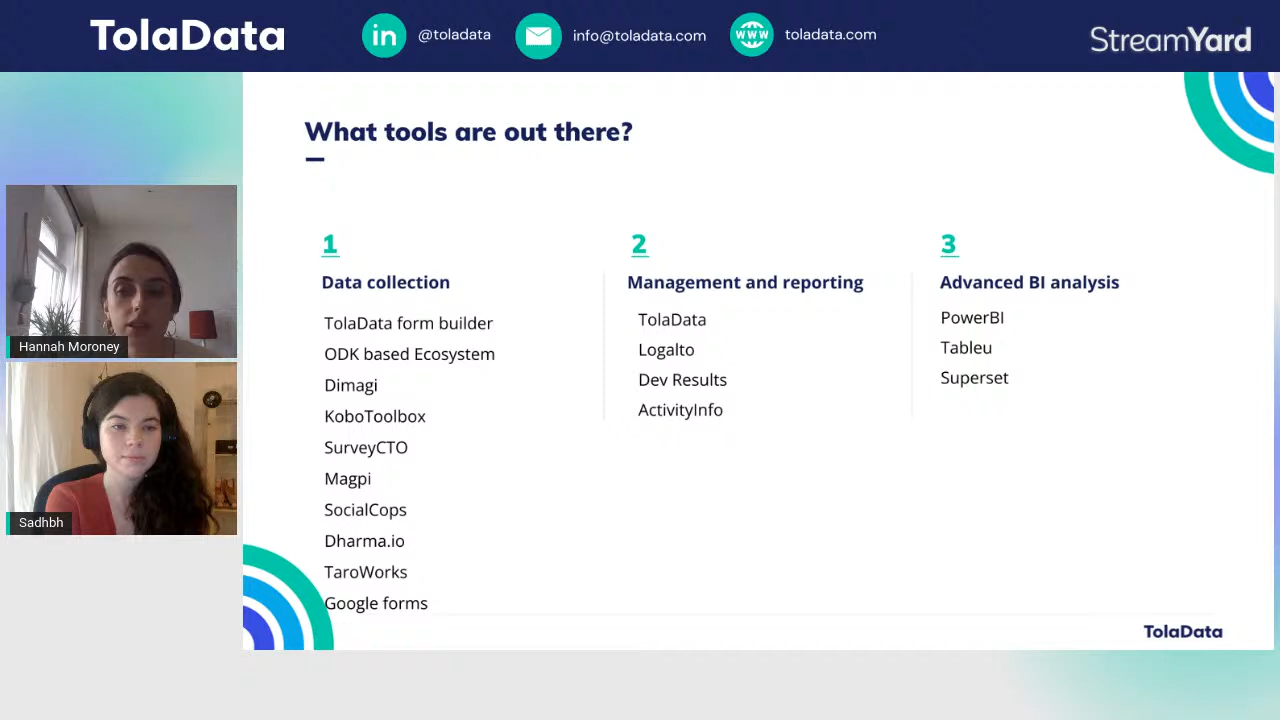 TolaData
@toladata
info@toladata.com
WWW
toladata.com
StreamYard
What tools are out there?
1
Data collection
TolaData form builder
ODK based Ecosystem
Dimagi
KoboToolbox
SurveyCTO
Magpi
SocialCops
Dharma.io
TaroWorks
Google forms
2
Management and reporting
TolaData
Logalto
Dev Results
ActivityInfo
3
Advanced BI analysis
PowerBI
Tableu
Superset
Hannah Moroney
Sadhbh
TolaData